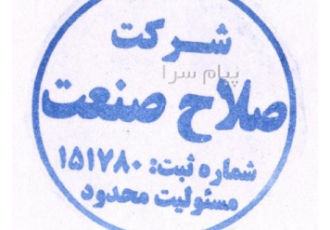 شرکت
پیام سرا
صلاح صنعت
شماره ثبت: ۱۵۱۷۸۰
مسئولیت محدود